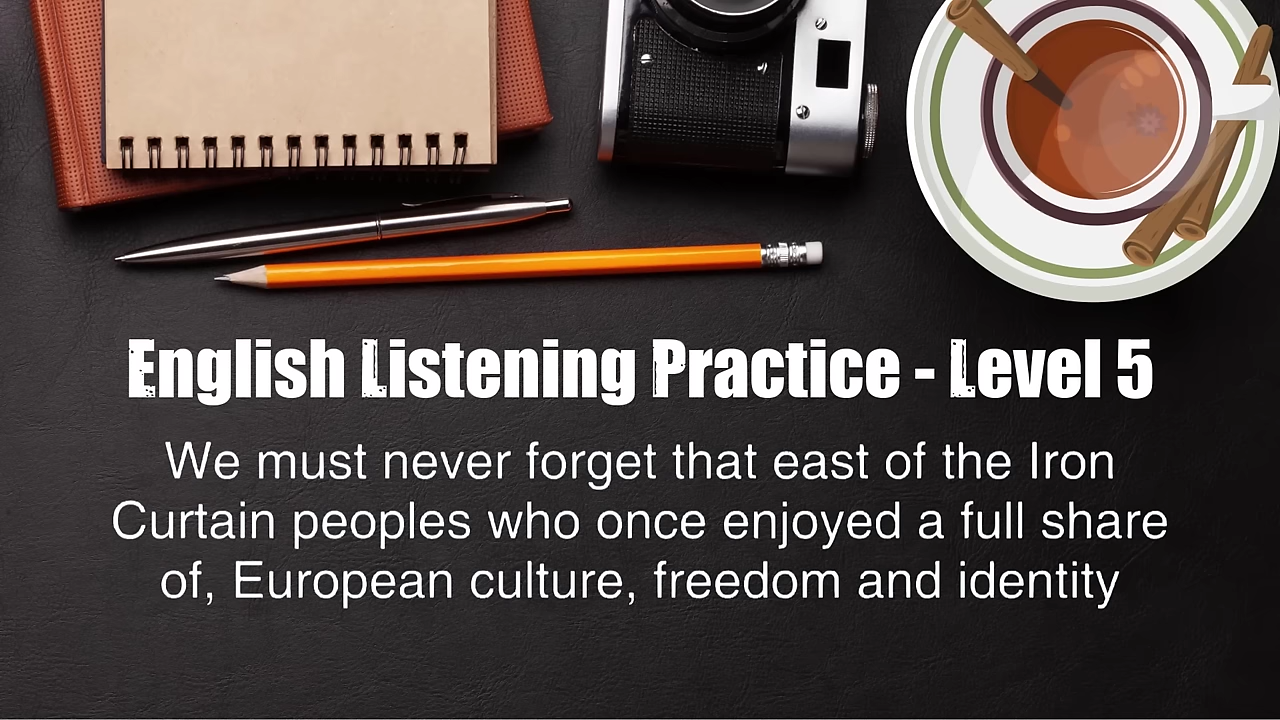 English Listening Practice - Level 5
We must never forget that east of the Iron
Curtain peoples who once enjoyed a full share
of, European culture, freedom and identity